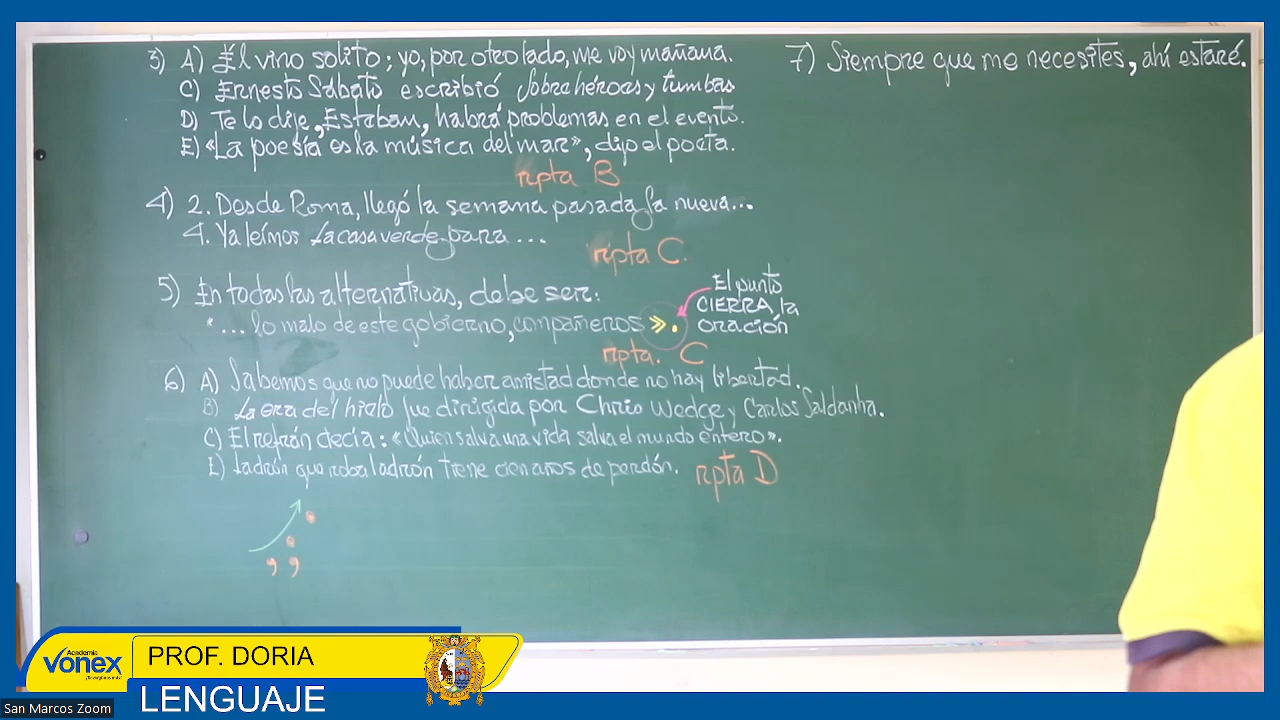 3) A) Él vino solito; yo, por otro lado, me voy mañana.
C) Ernesto Sábato escribió Sobre héroes y tumbas
D) Te lo dije, Esteban, habrá problemas en el evento.
E) «La poesía es la música del mar», dijo el poeta.
rpta B
4) 2. Desde Roma, llegó la semana pasada la nueva...
4. Ya leímos La casa verde para ...
rpta C.
5) En todas las alternativas, debe ser:
"... lo malo de este gobierno, compañeros ».
El punto
CIERRA la
oración
rpta. C
6) A) Sabemos que no puede haber amistad donde no hay libertad.
B) La era del hielo fue dirigida por Chris Wedge y Carlos Saldanha.
C) El refrán decía: «Quien salva una vida salva el mundo entero».
E) Ladrón que roba ladrón tiene cien años de perdón.
rpta D
, ; .
7) Siempre que me necesites, ahí estaré.
Academia
vonex
PROF. DORIA
LENGUAJE
San Marcos Zoom